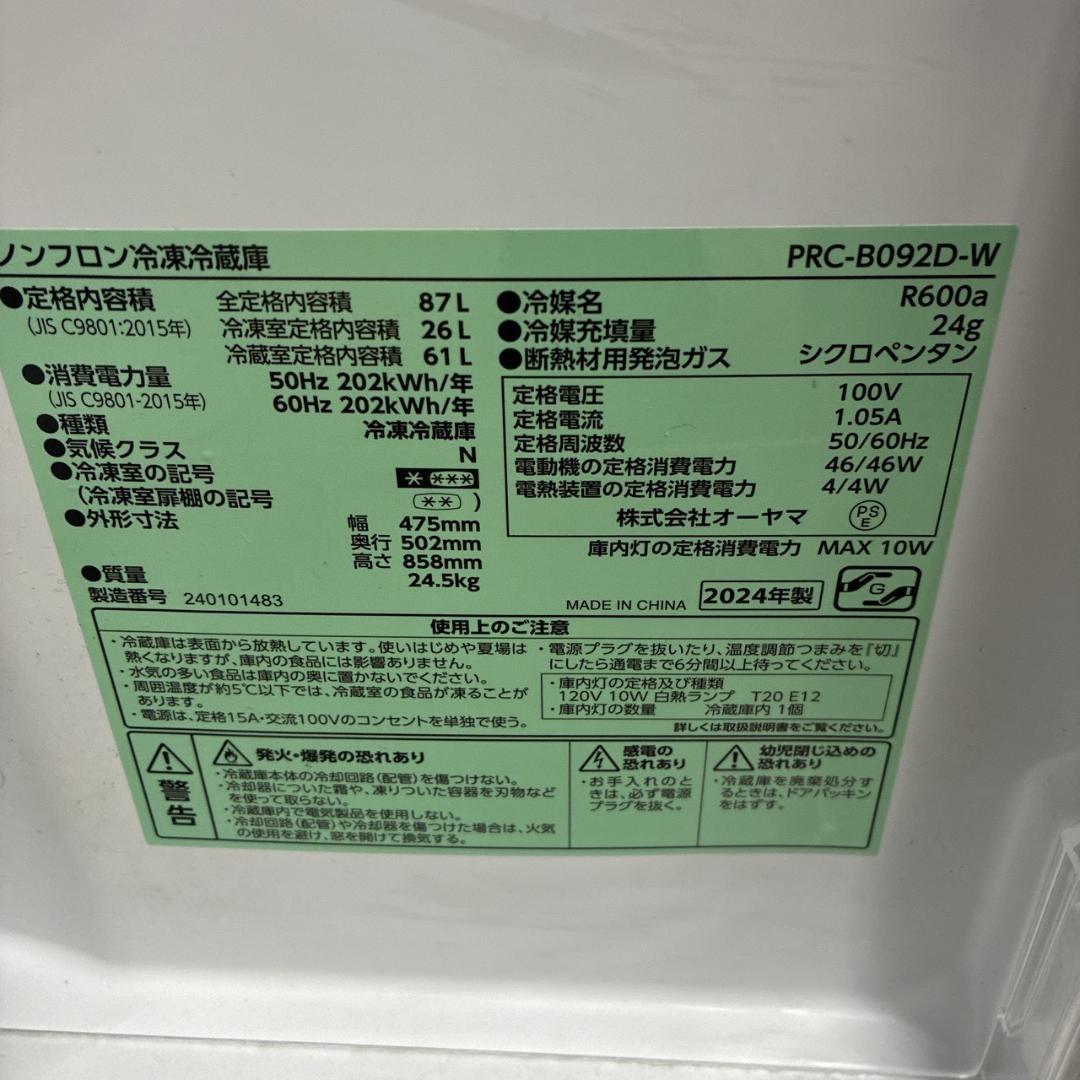 ノンフロン冷凍冷蔵庫
PRC-B092D-W
●定格内容積 全定格内容積 87L
(JIS C9801:2015年) 冷凍室定格内容積 26L
冷蔵室定格内容積 61L
●消費電力量 50Hz 202kWh/年
(JIS C9801-2015年) 60Hz 202kWh/年
●種類 冷凍冷蔵庫
●気候クラス N
●冷凍室の記号
(冷凍室扉棚の記号 )
●外形寸法 幅 475mm
奥行 502mm
高さ 858mm
●質量 24.5kg
製造番号 240101483
●冷媒名 R600a
●冷媒充填量 24g
●断熱材用発泡ガス シクロペンタン
定格電圧 100V
定格電流 1.05A
定格周波数 50/60Hz
電動機の定格消費電力 46/46W
電熱装置の定格消費電力 4/4W
株式会社オーヤマ PSE
庫内灯の定格消費電力 MAX 10W
MADE IN CHINA 2024年製 G
使用上のご注意
・冷蔵庫は表面から放熱しています。使いはじめや夏場は
熱くなりますが、庫内の食品には影響ありません。
・水気の多い食品は庫内の奥に置かないでください。
・周囲温度が約5℃以下では、冷蔵室の食品が凍ることが
あります。
・電源は、定格15A・交流100Vのコンセントを単独で使う。
・電源プラグを抜いたり、温度調節つまみを『切』
にしたら通電まで6分間以上待ってください。
・庫内灯の定格及び種類
120V 10W 白熱ランプ T20 E12
・庫内灯の数量 冷蔵庫内 1個
詳しくは取扱説明書をご覧ください。
警告
発火・爆発の恐れあり
・冷蔵庫本体の冷却回路(配管)を傷つけない。
・冷却器についた霜や、凍りついた容器を刃物など
を使って取らない。
・冷蔵庫内で電気製品を使用しない。
・冷却回路(配管)や冷却器を傷つけた場合は、火気
の使用を避け、窓を開けて換気する。
感電の
恐れあり
・お手入れのと
きは、必ず電源
プラグを抜く。
幼児閉じ込めの
恐れあり
・冷蔵庫を廃棄処分す
るときは、ドアパッキン
をはずす。